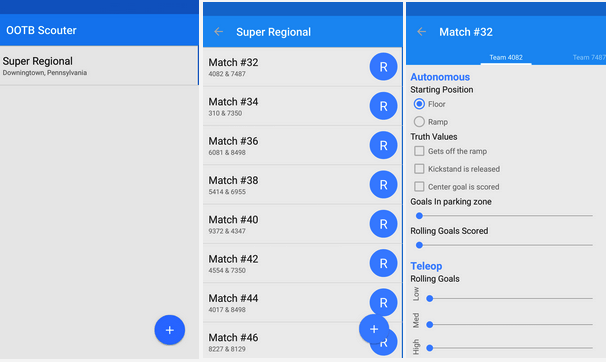 OOTB Scouter
Super Regional
Downingtown, Pennsylvania
+
← Super Regional
Match #32
4082 & 7487
R
Match #34
310 & 7350
R
Match #36
6081 & 8498
R
Match #38
5414 & 6955
R
Match #40
9372 & 4347
R
Match #42
4554 & 7350
R
Match #44
4017 & 8498
R
Match #46
8227 & 8129
R
+
← Match #32
Team 4082
Team 7487
Autonomous
Starting Position
Floor
Ramp
Truth Values
Gets off the ramp
Kickstand is released
Center goal is scored
Goals In parking zone
Rolling Goals Scored
Teleop
Rolling Goals
Low
Med
High